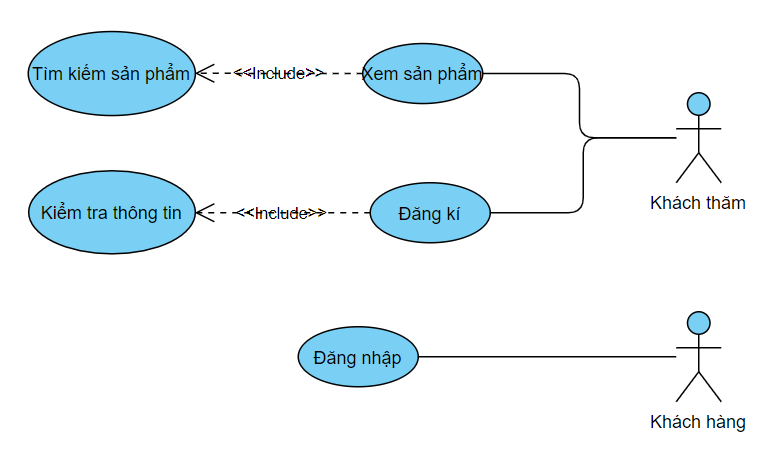 Tìm kiếm sản phẩm
<<Include>>
Xem sản phẩm
Khách thăm
Kiểm tra thông tin
<<Include>>
Đăng kí
Đăng nhập
Khách hàng